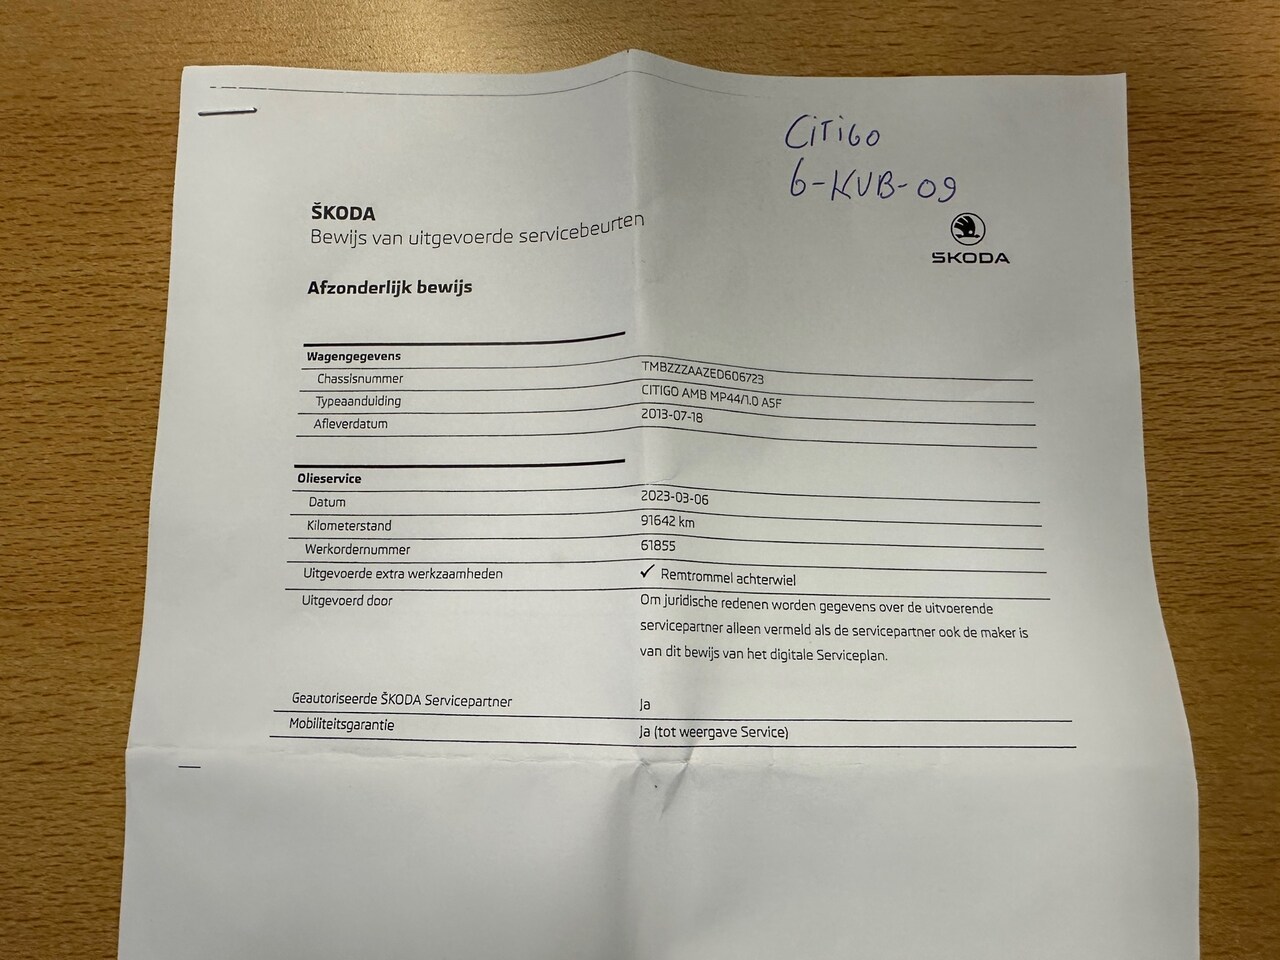 CiTiGO
6-KVB-09
ŠKODA
Bewijs van uitgevoerde servicebeurten
ŠKODA
Afzonderlijk bewijs
Wagengegevens
Chassisnummer TMBZZZAAZED606723
Typeaanduiding CITIGO AMB MP44/1.0 A5F
Afleverdatum 2013-07-18
Olieservice
Datum 2023-03-06
Kilometerstand 91642 km
Werkordernummer 61855
Uitgevoerde extra werkzaamheden ✓ Remtrommel achterwiel
Uitgevoerd door Om juridische redenen worden gegevens over de uitvoerende
servicepartner alleen vermeld als de servicepartner ook de maker is
van dit bewijs van het digitale Serviceplan.
Geautoriseerde ŠKODA Servicepartner Ja
Mobiliteitsgarantie Ja (tot weergave Service)